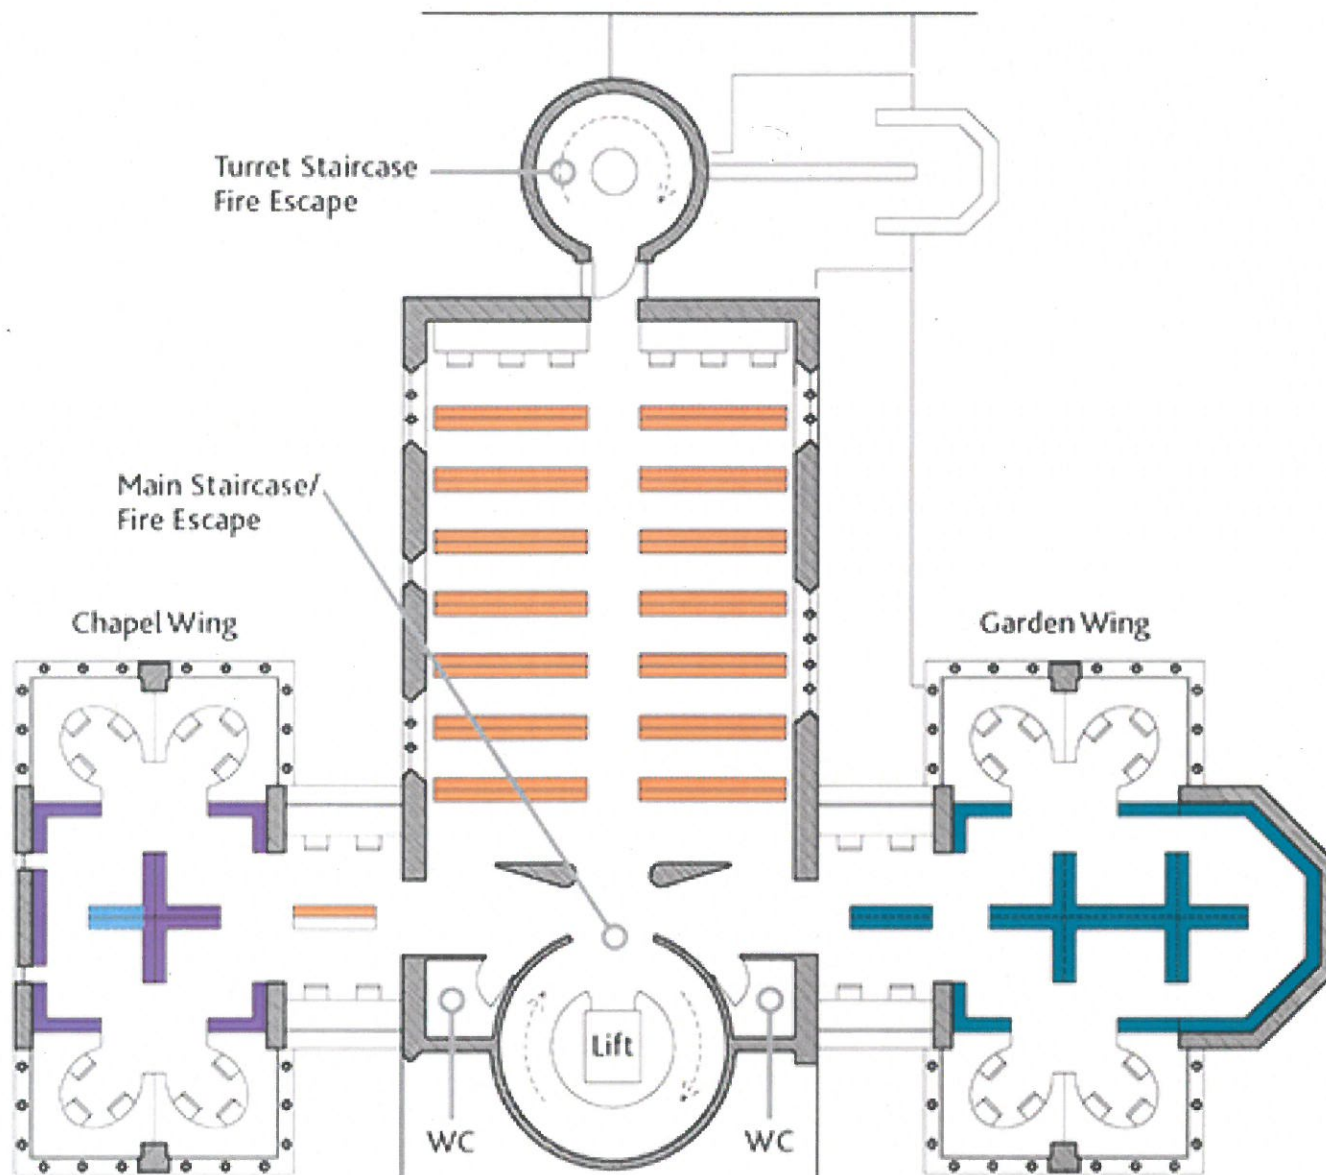 Turret Staircase
Fire Escape
Main Staircase/
Fire Escape
Chapel Wing
Garden Wing
Lift
WC
WC